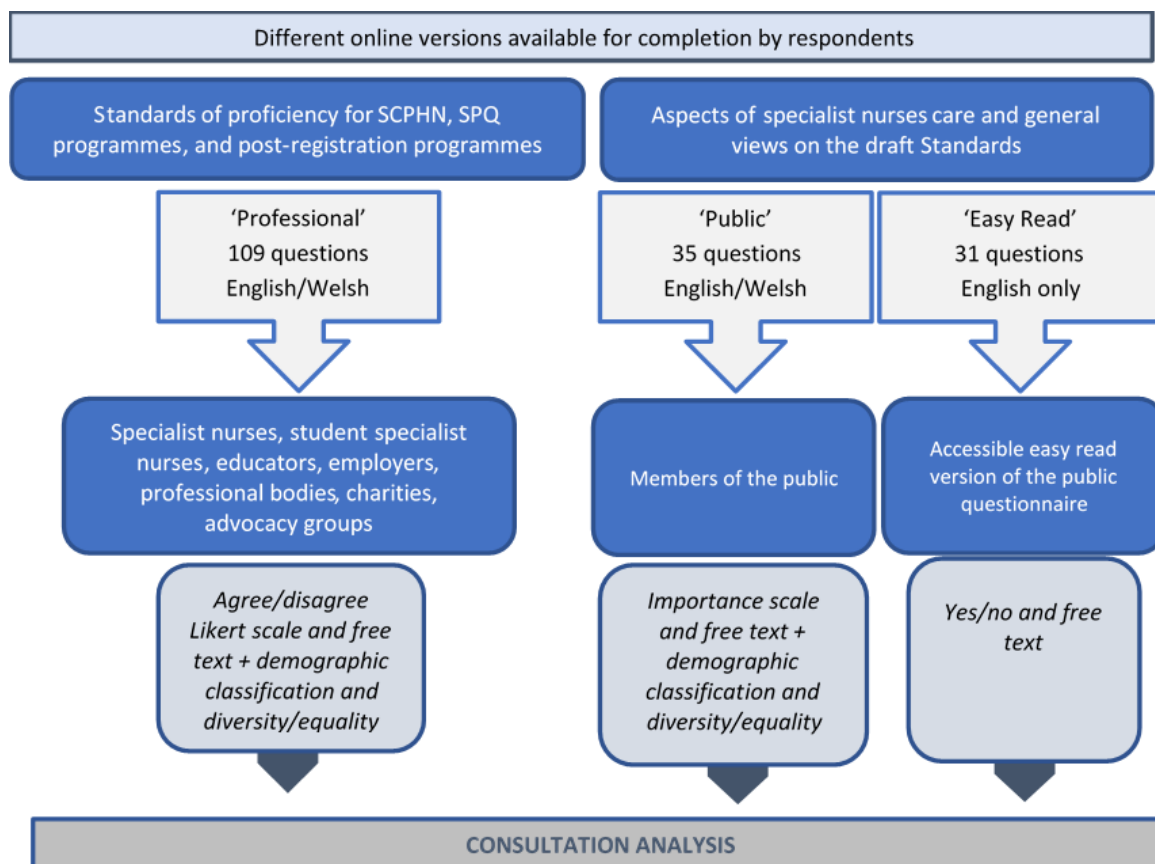 Different online versions available for completion by respondents
Standards of proficiency for SCPHN, SPQ
programmes, and post-registration programmes
Aspects of specialist nurses care and general
views on the draft Standards
‘Professional’
109 questions
English/Welsh
‘Public’
35 questions
English/Welsh
‘Easy Read’
31 questions
English only
Specialist nurses, student specialist
nurses, educators, employers,
professional bodies, charities,
advocacy groups
Members of the public
Accessible easy read
version of the public
questionnaire
Agree/disagree
Likert scale and free
text + demographic
classification and
diversity/equality
Importance scale
and free text +
demographic
classification and
diversity/equality
Yes/no and free
text
CONSULTATION ANALYSIS